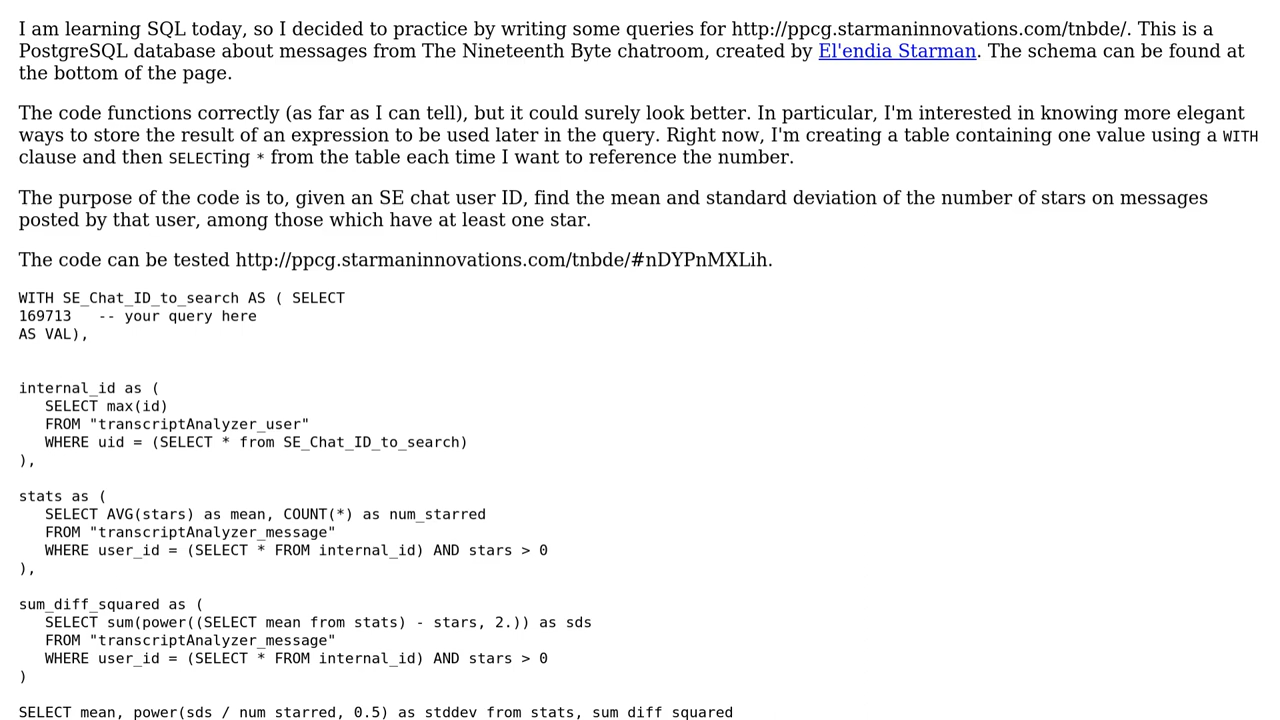 I am learning SQL today, so I decided to practice by writing some queries for http://ppcg.starmaninnovations.com/tnbde/. This is a
PostgreSQL database about messages from The Nineteenth Byte chatroom, created by El'endia Starman. The schema can be found at
the bottom of the page.
The code functions correctly (as far as I can tell), but it could surely look better. In particular, I'm interested in knowing more elegant
ways to store the result of an expression to be used later in the query. Right now, I'm creating a table containing one value using a WITH
clause and then SELECTing * from the table each time I want to reference the number.
The purpose of the code is to, given an SE chat user ID, find the mean and standard deviation of the number of stars on messages
posted by that user, among those which have at least one star.
The code can be tested http://ppcg.starmaninnovations.com/tnbde/#nDYPnMXLih.
WITH SE_Chat_ID_to_search AS ( SELECT
169713   -- your query here
AS VAL),
internal_id as (
   SELECT max(id)
   FROM "transcriptAnalyzer_user"
   WHERE uid = (SELECT * from SE_Chat_ID_to_search)
),
stats as (
   SELECT AVG(stars) as mean, COUNT(*) as num_starred
   FROM "transcriptAnalyzer_message"
   WHERE user_id = (SELECT * FROM internal_id) AND stars > 0
),
sum_diff_squared as (
   SELECT sum(power((SELECT mean from stats) - stars, 2.)) as sds
   FROM "transcriptAnalyzer_message"
   WHERE user_id = (SELECT * FROM internal_id) AND stars > 0
)
SELECT mean, power(sds / num_starred, 0.5) as stddev from stats, sum_diff_squared